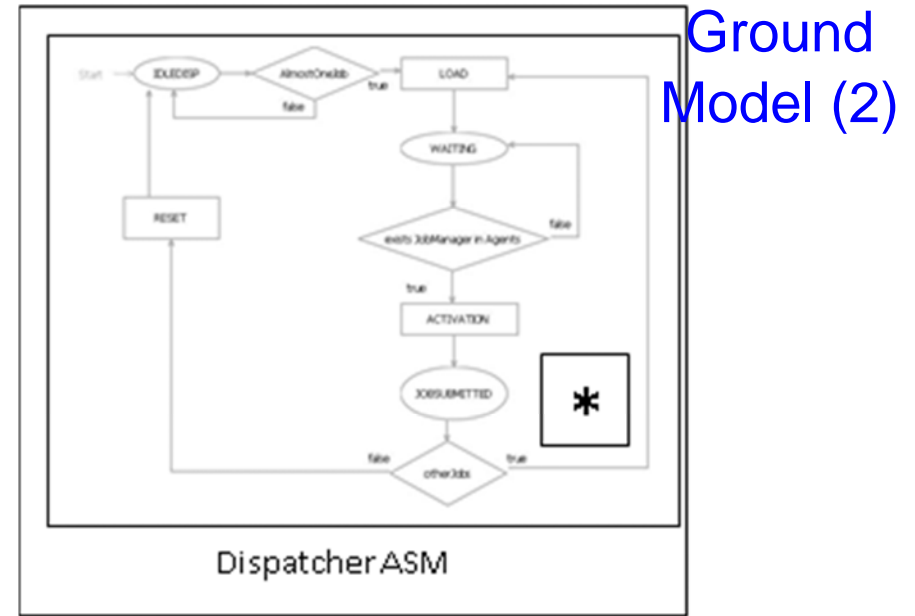 Ground
Model (2)
Start
IDLEDISP
AlmostOneJob
true
false
LOAD
WAITING
RESET
exists JobManager in Agents
false
true
ACTIVATION
JOBSUBMITTED
*
false
otherJobs
true
Dispatcher ASM